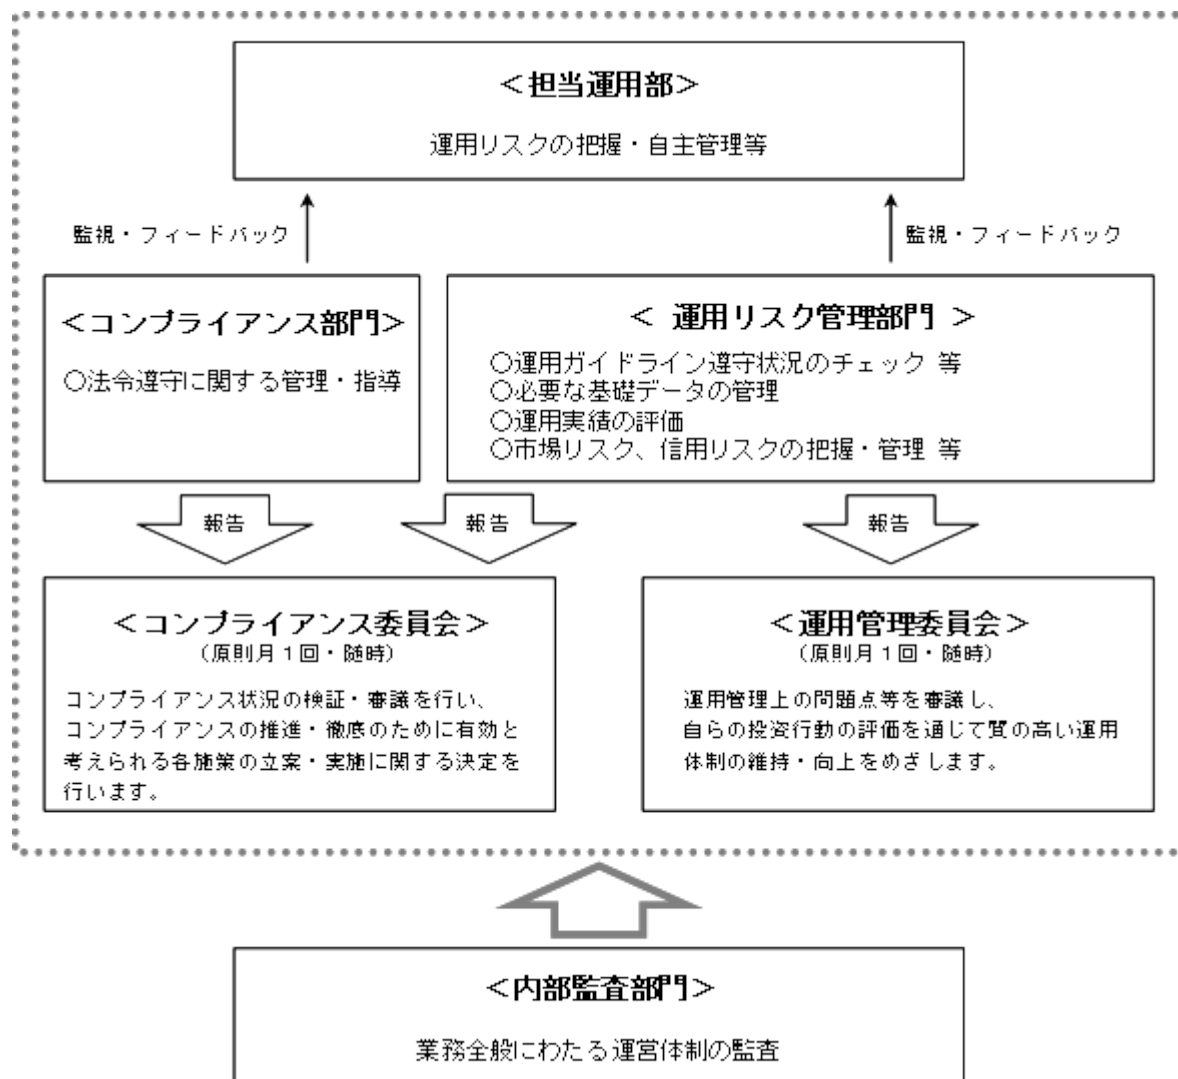 ＜担当運用部＞
運用リスクの把握・自主管理等
監視・フィードバック
監視・フィードバック
＜コンプライアンス部門＞
○法令遵守に関する管理・指導
＜ 運用リスク管理部門 ＞
○運用ガイドライン遵守状況のチェック 等
○必要な基礎データの管理
○運用実績の評価
○市場リスク、信用リスクの把握・管理 等
報告
報告
報告
＜コンプライアンス委員会＞
（原則月１回・随時）
コンプライアンス状況の検証・審議を行い、
コンプライアンスの推進・徹底のために有効と
考えられる各施策の立案・実施に関する決定を
行います。
＜運用管理委員会＞
（原則月１回・随時）
運用管理上の問題点等を審議し、
自らの投資行動の評価を通じて質の高い運用
体制の維持・向上をめざします。
＜内部監査部門＞
業務全般にわたる運営体制の監査